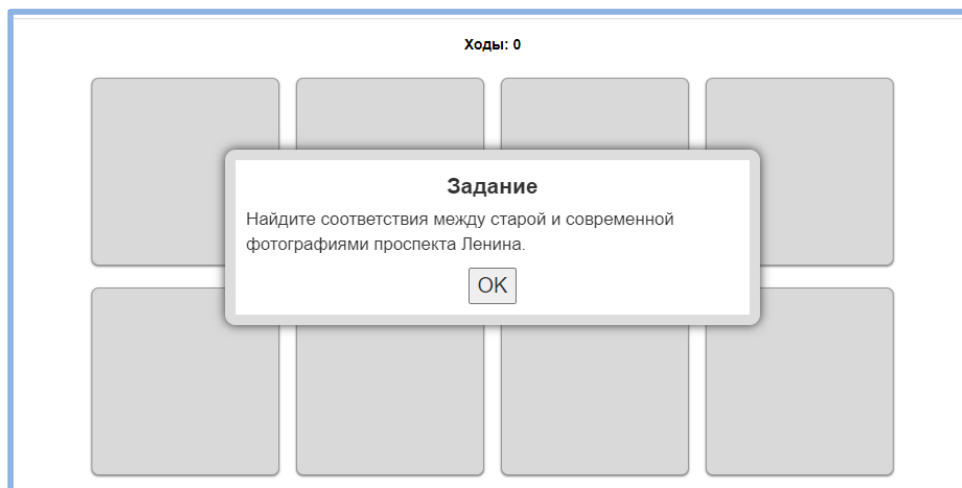 Ходы: 0
Задание
Найдите соответствия между старой и современной
фотографиями проспекта Ленина.
OK